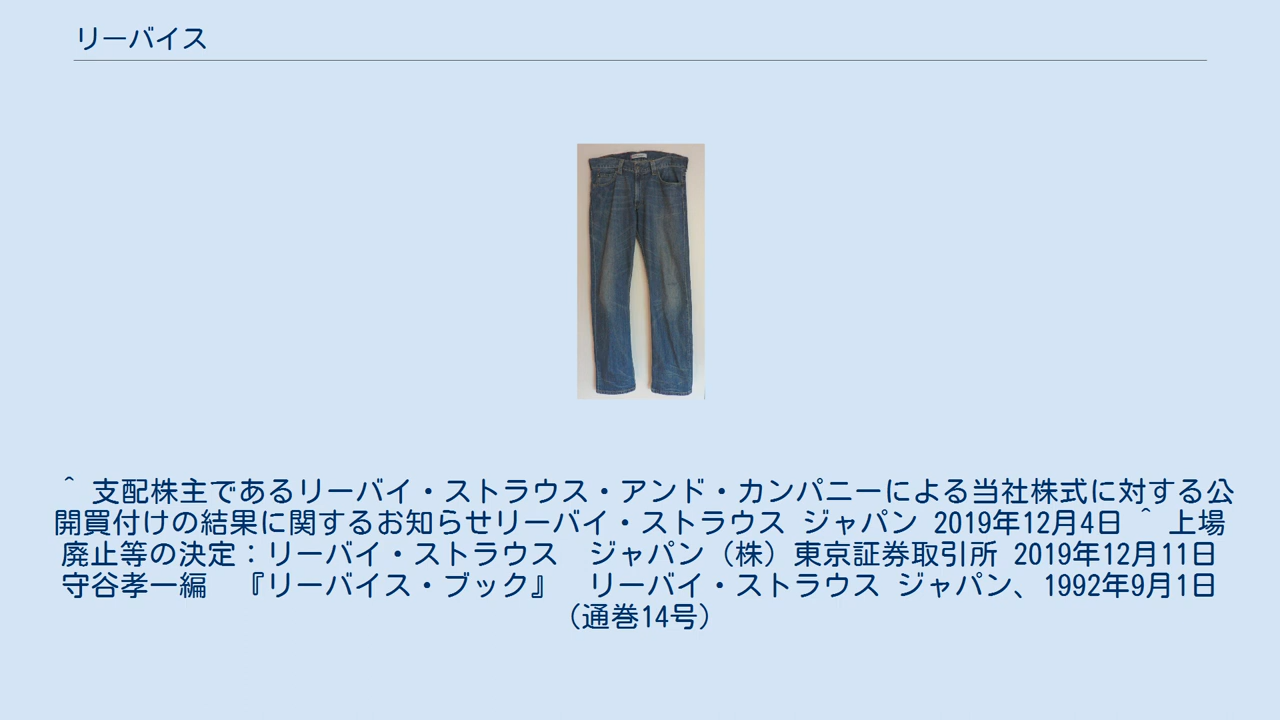 リーバイス
^ 支配株主であるリーバイ・ストラウス・アンド・カンパニーによる当社株式に対する公
開買付けの結果に関するお知らせリーバイ・ストラウス ジャパン 2019年12月4日 ^ 上場
廃止等の決定：リーバイ・ストラウス　ジャパン（株）東京証券取引所 2019年12月11日
守谷孝一編　『リーバイス・ブック』　リーバイ・ストラウス ジャパン、1992年9月1日
（通巻14号）